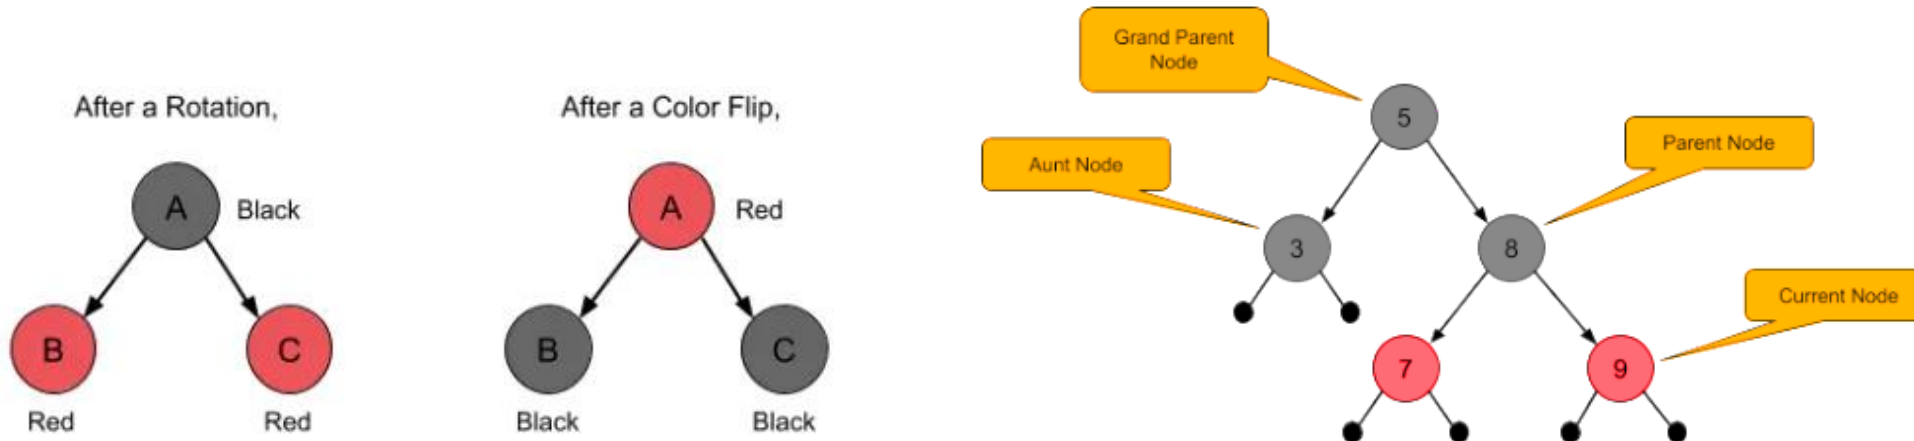 After a Rotation,
A
Black
B
C
Red
Red
After a Color Flip,
A
Red
B
C
Black
Black
Grand Parent
Node
5
Aunt Node
Parent Node
3
8
Current Node
7
9